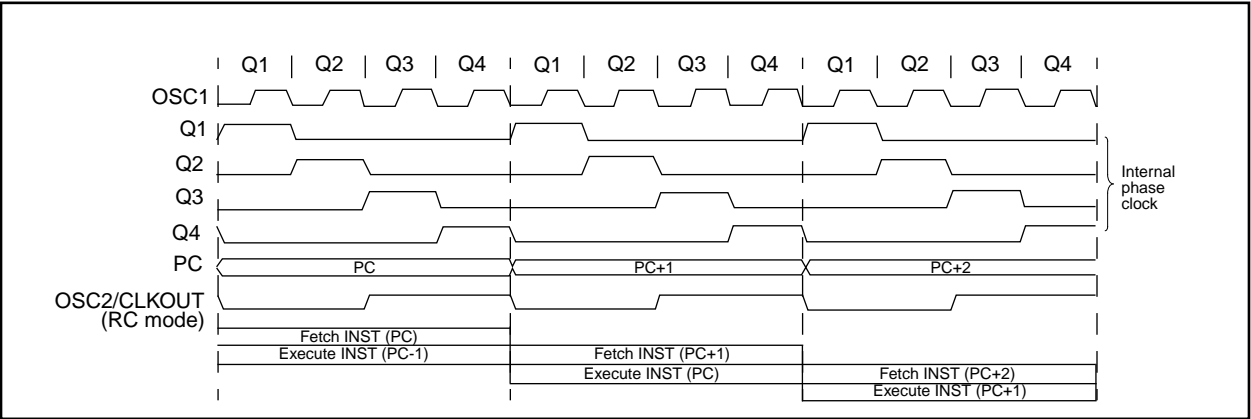 Q1 | Q2 | Q3 | Q4 | Q1 | Q2 | Q3 | Q4 | Q1 | Q2 | Q3 | Q4
OSC1
Q1
Q2
Q3
Q4
Internal
phase
clock
PC PC PC+1 PC+2
OSC2/CLKOUT
(RC mode)
Fetch INST (PC)
Execute INST (PC-1) Fetch INST (PC+1)
Execute INST (PC) Fetch INST (PC+2)
Execute INST (PC+1)